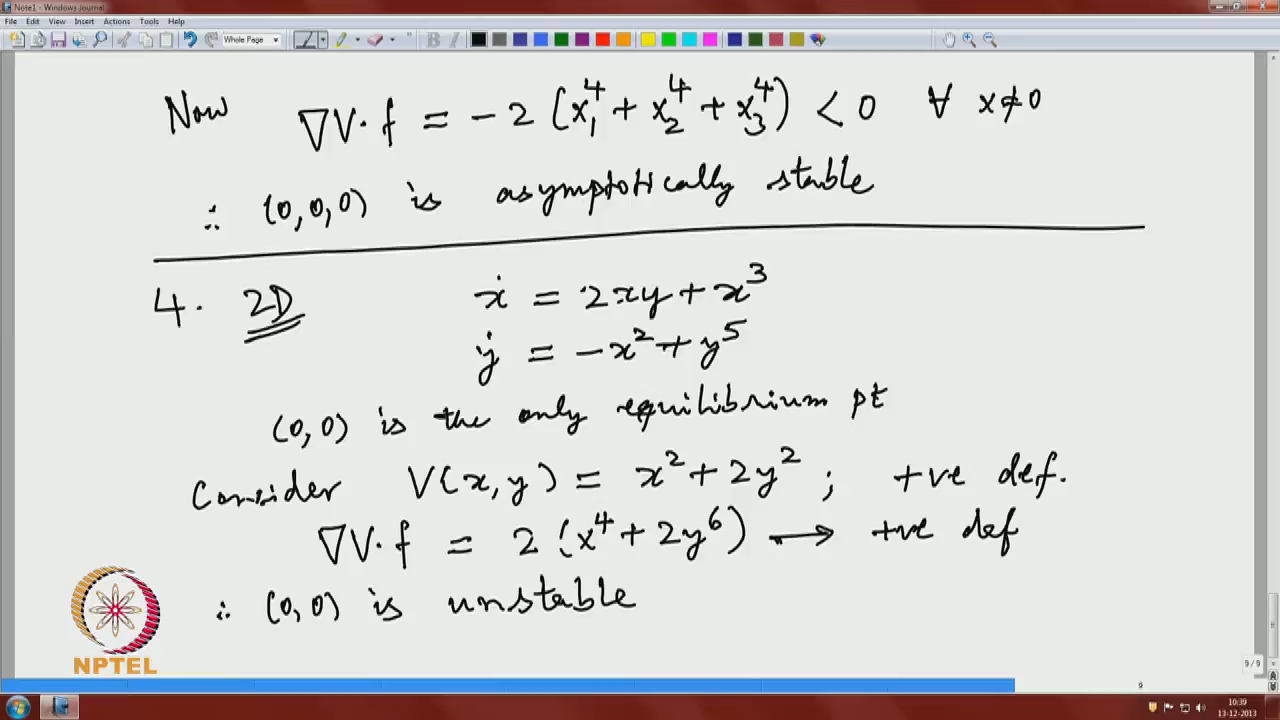 Note1 - Windows Journal
File Edit View Insert Actions Tools Help
Whole Page
Now ∇V·f = -2 (x₁⁴ + x₂⁴ + x₃⁴) < 0 ∀ x≠0
∴ (0,0,0) is asymptotically stable
4. 2D ẋ = 2xy + x³
ẏ = -x² + y⁵
(0,0) is the only equilibrium pt
Consider V(x,y) = x² + 2y² ; +ve def.
∇V·f = 2 (x⁴ + 2y⁶) → +ve def
∴ (0,0) is unstable
NPTEL
9/9
9
10:39
13-12-2013